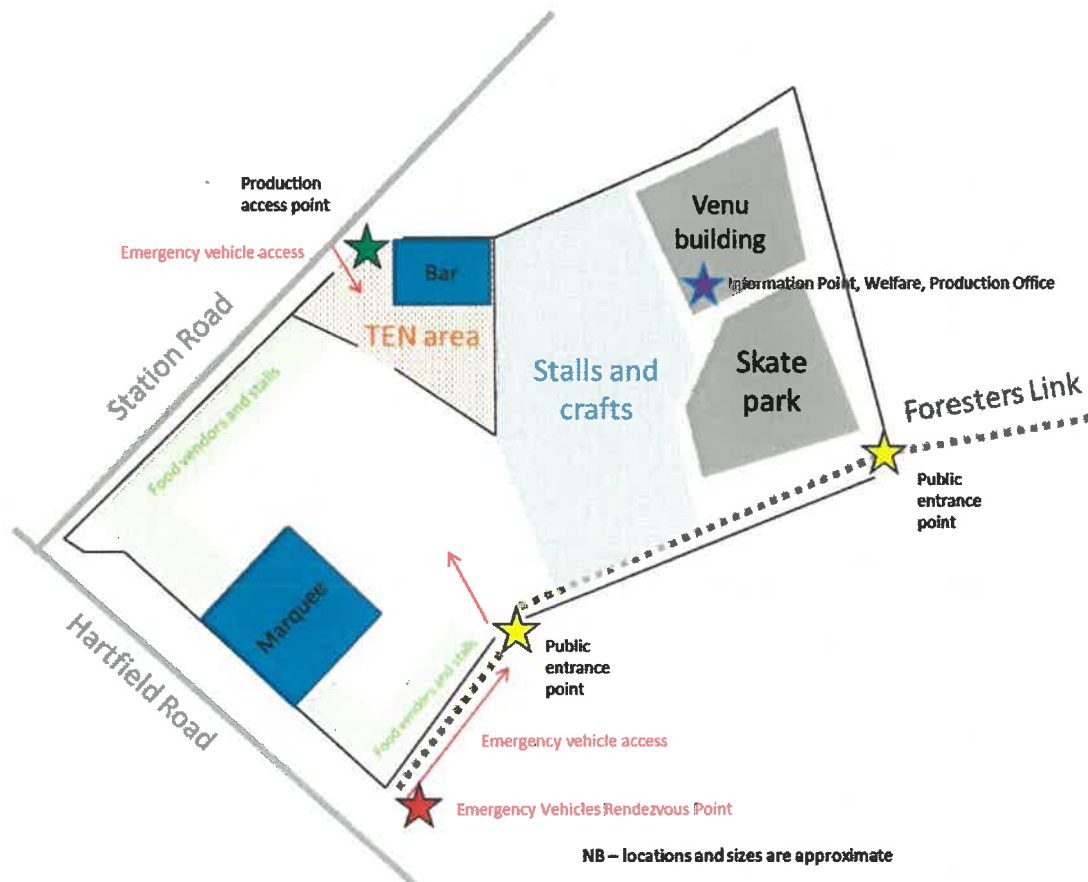 Production
access point
Emergency vehicle access
Station Road
Bar
TEN area
Venu
building
Information Point, Welfare, Production Office
Stalls and
crafts
Skate
park
Foresters Link
Public
entrance
point
Food vendors and stalls
Marquee
Hartfield Road
Food vendors and stalls
Public
entrance
point
Emergency vehicle access
Emergency Vehicles Rendezvous Point
NB – locations and sizes are approximate